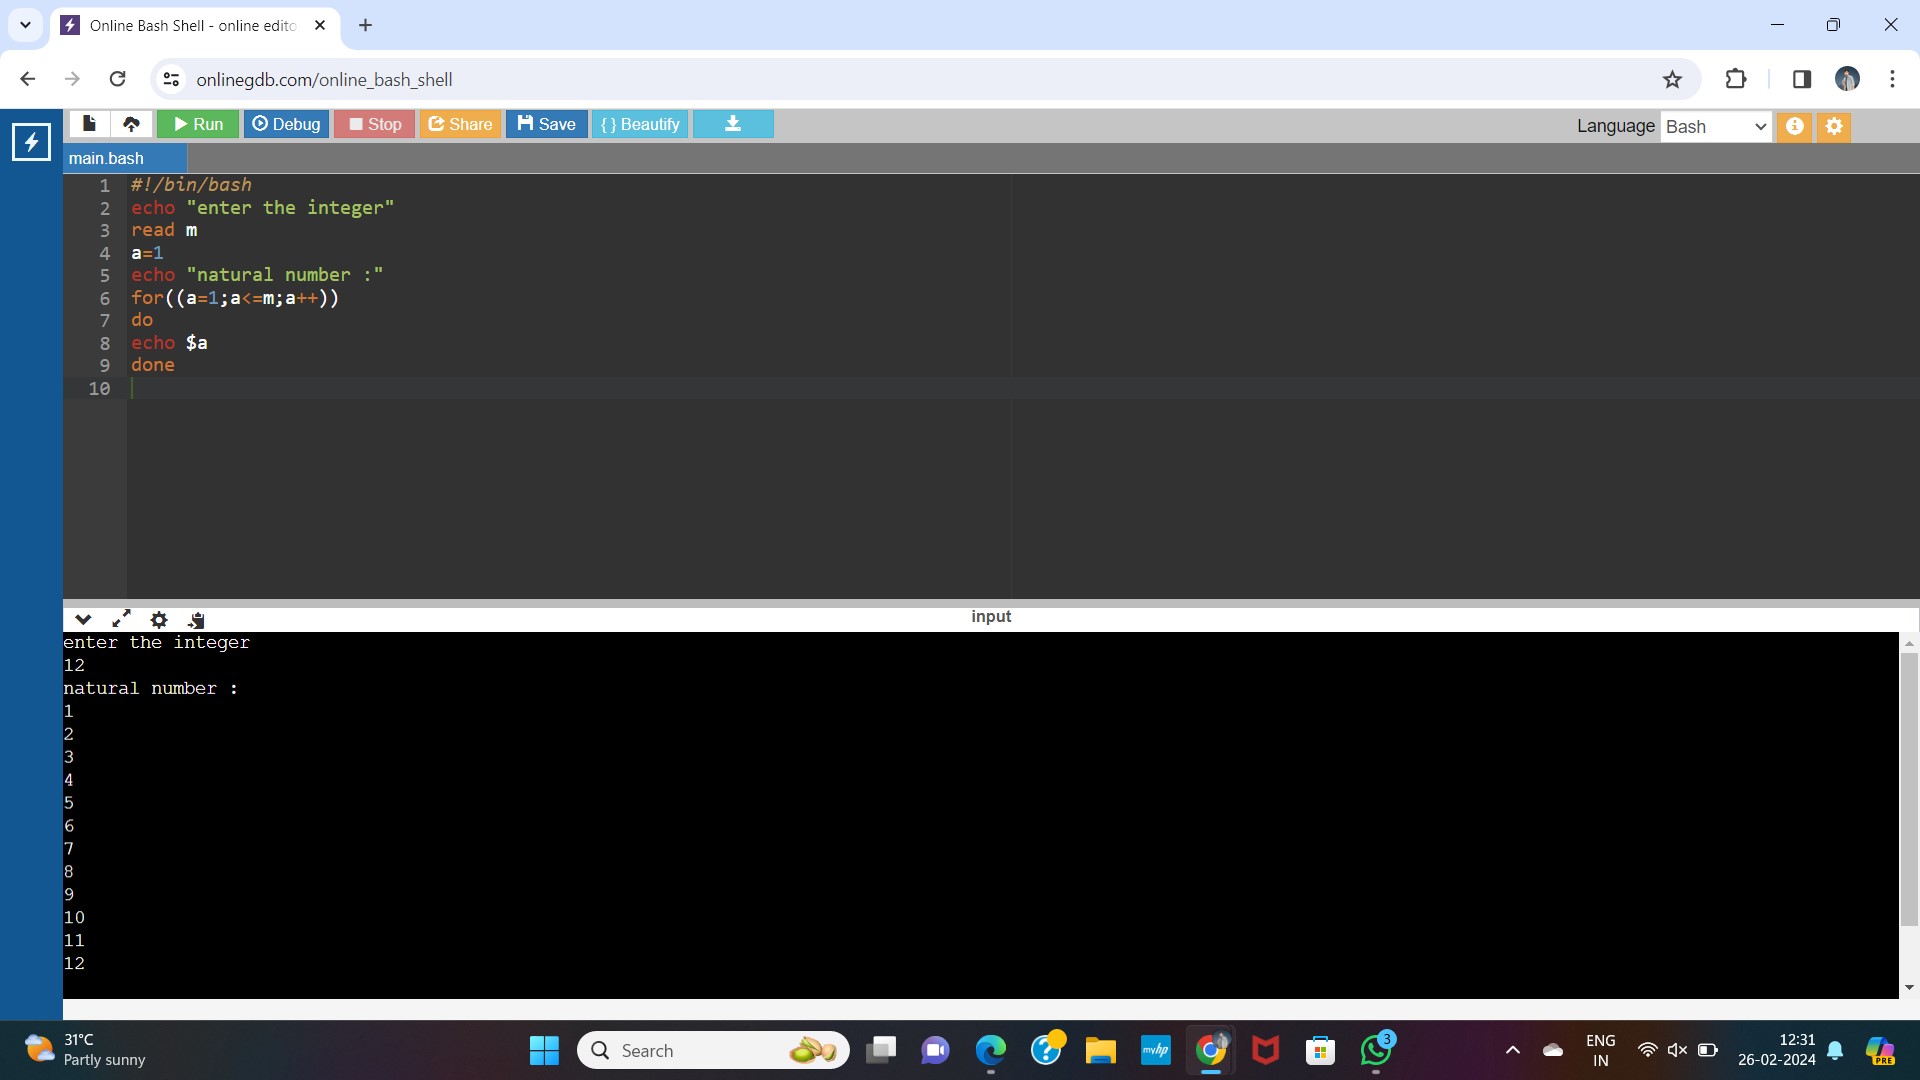 Online Bash Shell - online edito
onlinegdb.com/online_bash_shell
Run Debug Stop Share Save { } Beautify
Language Bash
main.bash
1 #!/bin/bash
2 echo "enter the integer"
3 read m
4 a=1
5 echo "natural number :"
6 for((a=1;a<=m;a++))
7 do
8 echo $a
9 done
10
input
enter the integer
12
natural number :
1
2
3
4
5
6
7
8
9
10
11
12
31°C
Partly sunny
Search
myhp
3
ENG
IN
12:31
26-02-2024
PRE